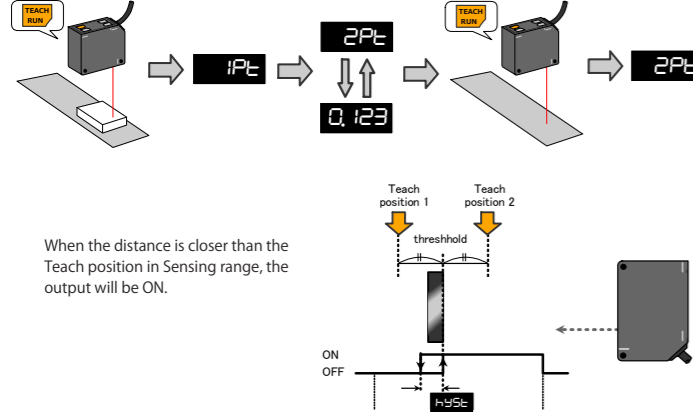 TEACH
RUN
TEACH
RUN
1Pt
2Pt
0.123
2Pt
Teach
position 1
Teach
position 2
threshhold
When the distance is closer than the
Teach position in Sensing range, the
output will be ON.
ON
OFF
hYSt